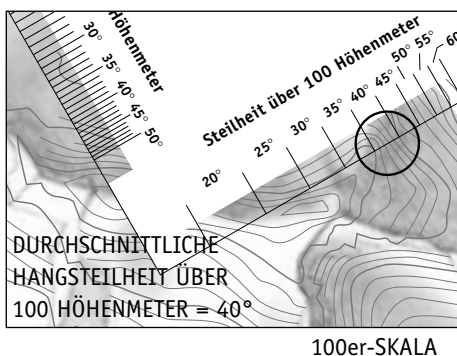 Höhenmeter
30°
35°
40°
45°
50°
Steilheit über 100 Höhenmeter
20°
25°
30°
35°
40°
45°
50°
55°
60
DURCHSCHNITTLICHE
HANGSTEILHEIT ÜBER
100 HÖHENMETER = 40°
100er-SKALA